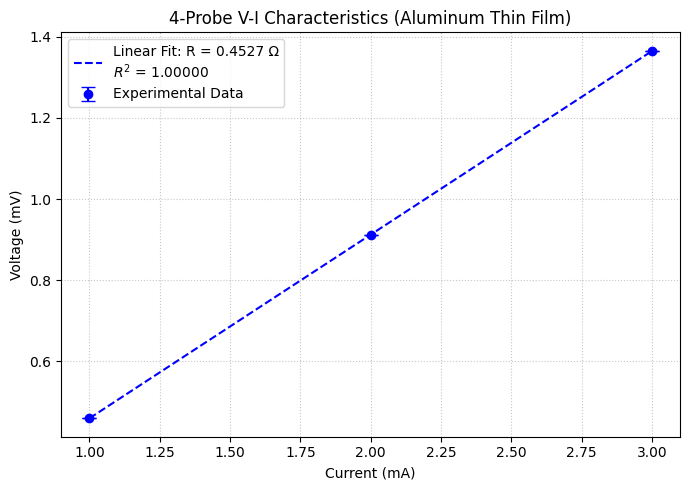 4-Probe V-I Characteristics (Aluminum Thin Film)
Linear Fit: R = 0.4527 Ω
R² = 1.00000
Experimental Data
Voltage (mV)
1.4
1.2
1.0
0.8
0.6
1.00 1.25 1.50 1.75 2.00 2.25 2.50 2.75 3.00
Current (mA)